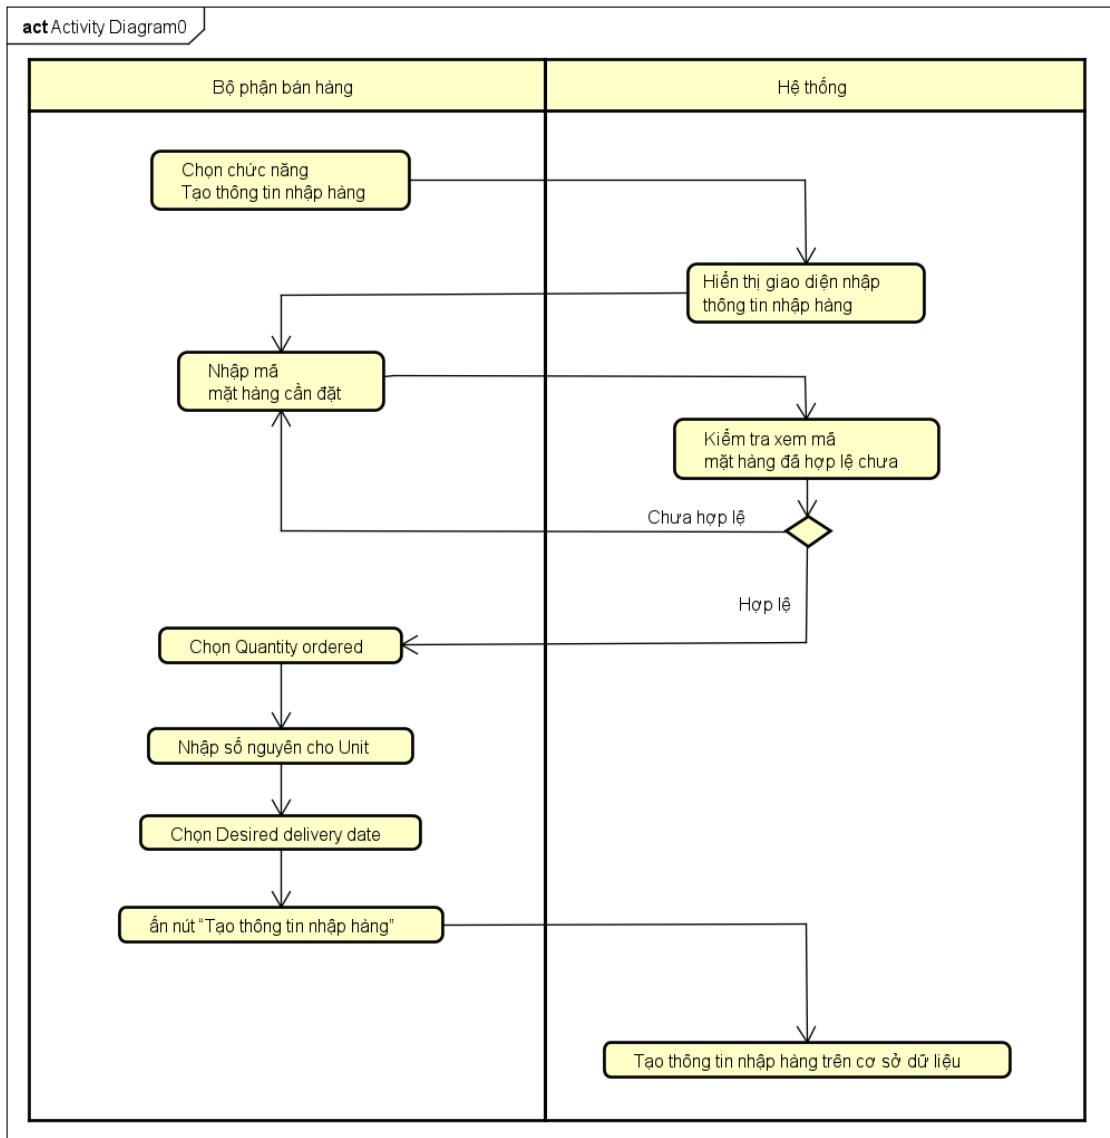 act Activity Diagram0
Bộ phận bán hàng
Hệ thống
Chọn chức năng
Tạo thông tin nhập hàng
Hiển thị giao diện nhập
thông tin nhập hàng
Nhập mã
mặt hàng cần đặt
Kiểm tra xem mã
mặt hàng đã hợp lệ chưa
Chưa hợp lệ
Hợp lệ
Chọn Quantity ordered
Nhập số nguyên cho Unit
Chọn Desired delivery date
ấn nút “Tạo thông tin nhập hàng”
Tạo thông tin nhập hàng trên cơ sở dữ liệu